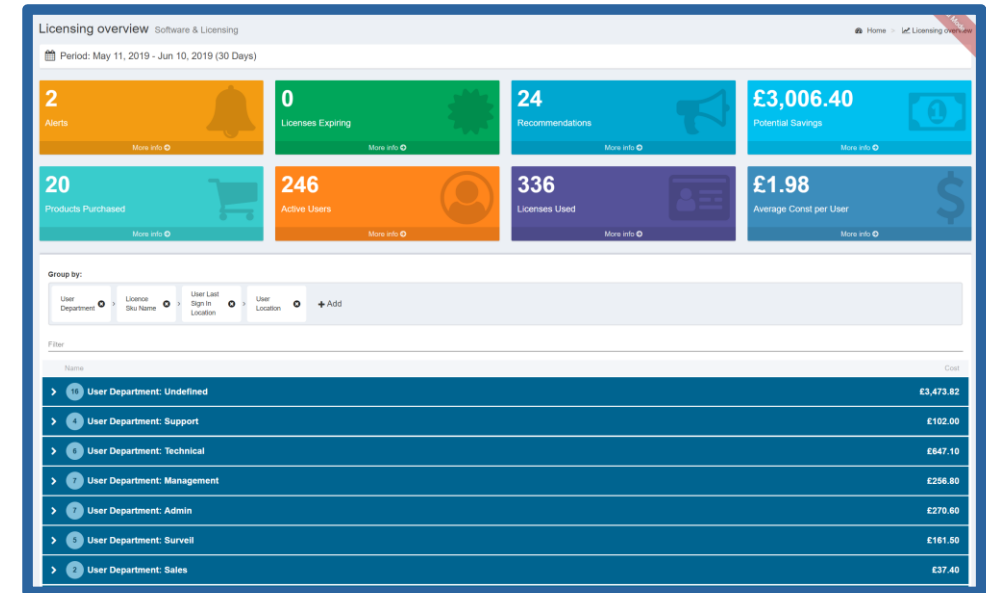 Licensing overview Software & Licensing
Home > Licensing overview
Mode
Period: May 11, 2019 - Jun 10, 2019 (30 Days)
2
Alerts
More info
0
Licenses Expiring
More info
24
Recommendations
More info
£3,006.40
Potential Savings
More info
20
Products Purchased
More info
246
Active Users
More info
336
Licenses Used
More info
£1.98
Average Const per User
More info
Group by:
User
Department
Licence
Sku Name
User Last
Sign In
Location
User
Location
Add
Filter
Name Cost
16 User Department: Undefined £3,473.82
4 User Department: Support £102.00
6 User Department: Technical £647.10
7 User Department: Management £256.80
7 User Department: Admin £270.60
5 User Department: Surveil £161.50
2 User Department: Sales £37.40